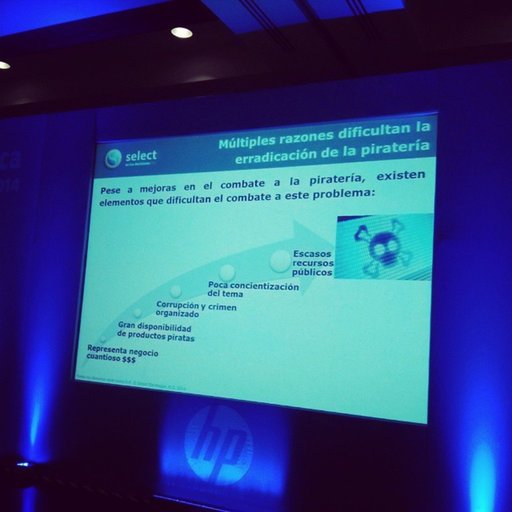 select
Múltiples razones dificultan la
erradicación de la piratería
Pese a mejoras en el combate a la piratería, existen
elementos que dificultan el combate a este problema:
Escasos
recursos
públicos
Poca concientización
del tema
Corrupción y crimen
organizado
Gran disponibilidad
de productos piratas
Representa negocio
cuantioso $$$
hp